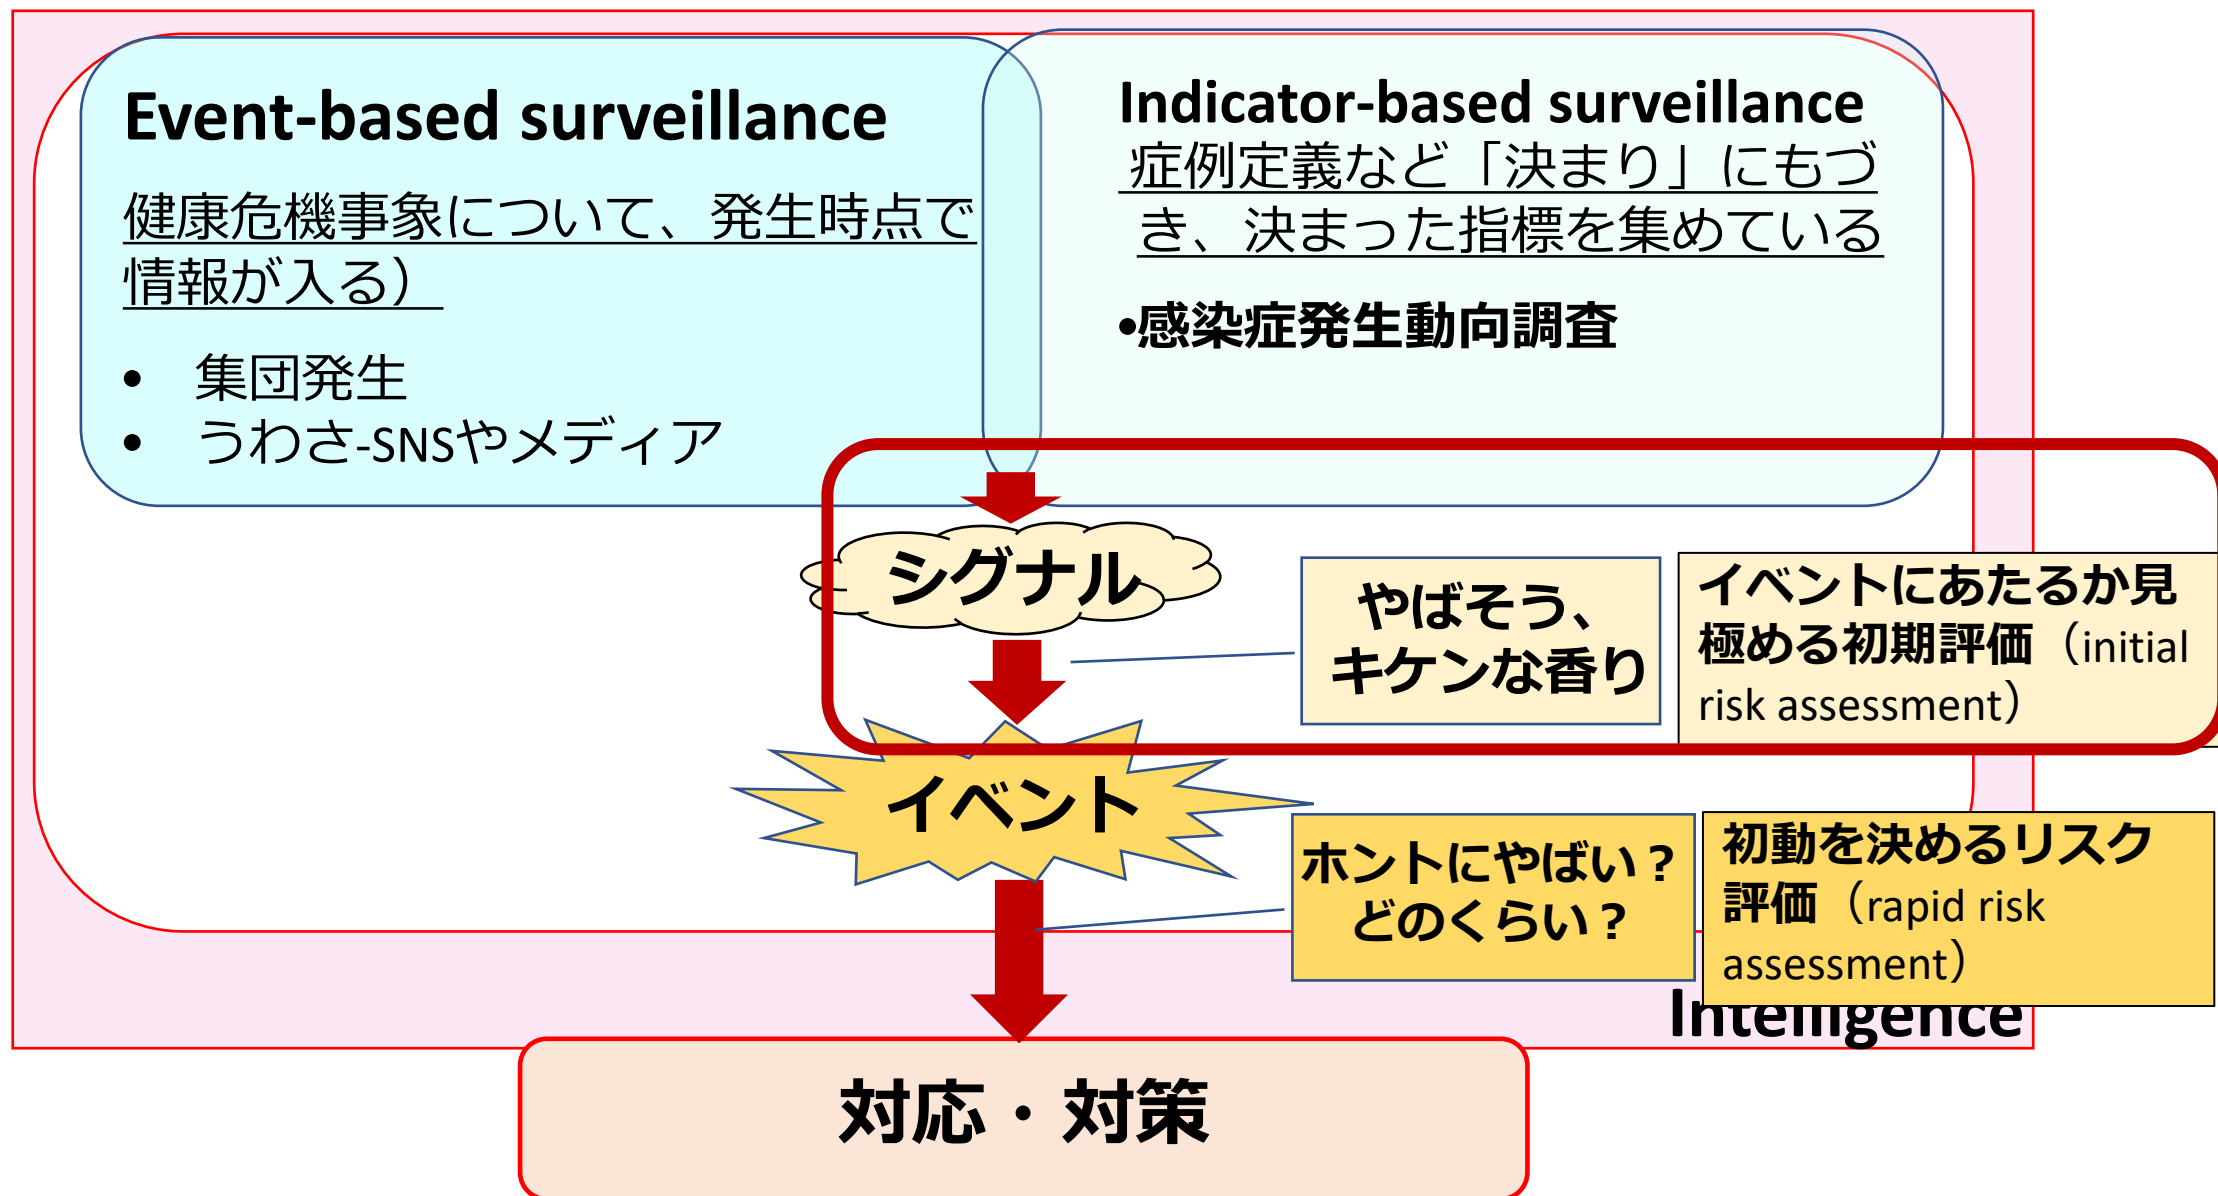 Event-based surveillance
健康危機事象について、発生時点で
情報が入る）
• 集団発生
• うわさ-SNSやメディア
Indicator-based surveillance
症例定義など「決まり」にもづ
き、決まった指標を集めている
•感染症発生動向調査
シグナル
やばそう、
キケンな香り
イベントにあたるか見
極める初期評価（initial
risk assessment）
イベント
ホントにやばい？
どのくらい？
初動を決めるリスク
評価（rapid risk
assessment）
Intelligence
対応・対策